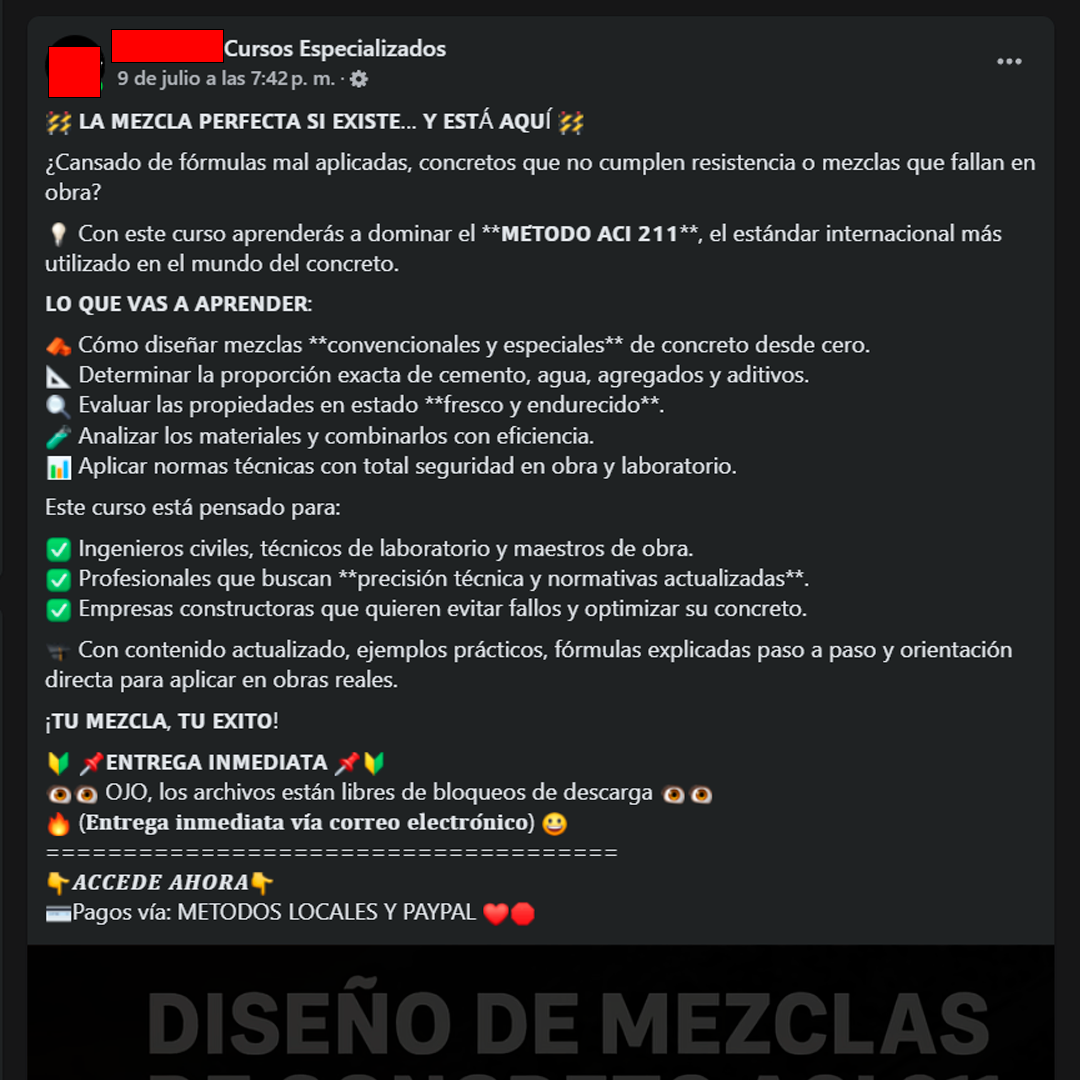 Cursos Especializados
9 de julio a las 7:42 p. m. ·
🚧 LA MEZCLA PERFECTA SI EXISTE... Y ESTÁ AQUÍ 🚧
¿Cansado de fórmulas mal aplicadas, concretos que no cumplen resistencia o mezclas que fallan en
obra?
💡 Con este curso aprenderás a dominar el **MÉTODO ACI 211**, el estándar internacional más
utilizado en el mundo del concreto.
LO QUE VAS A APRENDER:
Cómo diseñar mezclas **convencionales y especiales** de concreto desde cero.
📐 Determinar la proporción exacta de cemento, agua, agregados y aditivos.
🔍 Evaluar las propiedades en estado **fresco y endurecido**.
🧪 Analizar los materiales y combinarlos con eficiencia.
📊 Aplicar normas técnicas con total seguridad en obra y laboratorio.
Este curso está pensado para:
✅ Ingenieros civiles, técnicos de laboratorio y maestros de obra.
✅ Profesionales que buscan **precisión técnica y normativas actualizadas**.
✅ Empresas constructoras que quieren evitar fallos y optimizar su concreto.
Con contenido actualizado, ejemplos prácticos, fórmulas explicadas paso a paso y orientación
directa para aplicar en obras reales.
¡TU MEZCLA, TU EXITO!
🔰 📌ENTREGA INMEDIATA 📌🔰
👁👁 OJO, los archivos están libres de bloqueos de descarga 👁👁
🔥 (Entrega inmediata vía correo electrónico) 😀
======================================
👇ACCEDE AHORA👇
💳Pagos vía: METODOS LOCALES Y PAYPAL ❤🛑
DISEÑO DE MEZCLAS
DE CONCRETO ACI 211